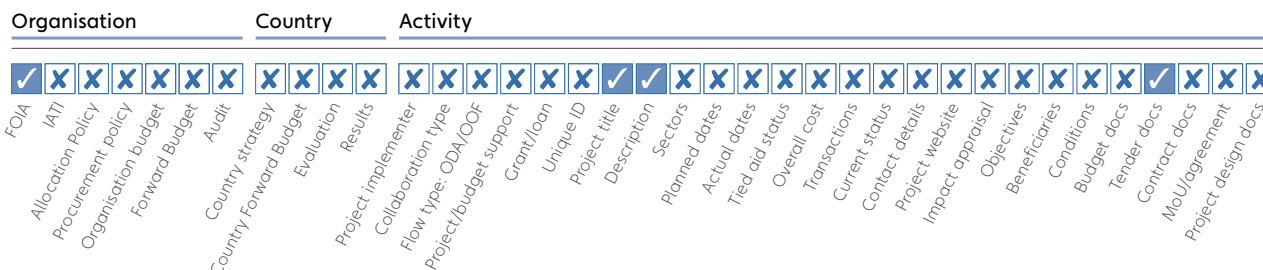 Organisation
Country
Activity
✓ ✗ ✗ ✗ ✗ ✗ ✗ ✗ ✗ ✗ ✗ ✗ ✗ ✗ ✗ ✗ ✗ ✓ ✓ ✗ ✗ ✗ ✗ ✗ ✗ ✗ ✗ ✗ ✗ ✗ ✗ ✗ ✗ ✓ ✗ ✗ ✗
FOIA
IATI
Allocation Policy
Procurement policy
Organisation budget
Forward Budget
Audit
Country strategy
Country Forward Budget
Evaluation
Results
Project implementer
Collaboration type
Flow type: ODA/OOF
Project/budget support
Grant/loan
Unique ID
Project title
Description
Sectors
Planned dates
Actual dates
Tied aid status
Overall cost
Transactions
Current status
Contact details
Project website
Impact appraisal
Objectives
Beneficiaries
Conditions
Budget docs
Tender docs
Contract docs
MoU/agreement
Project design docs